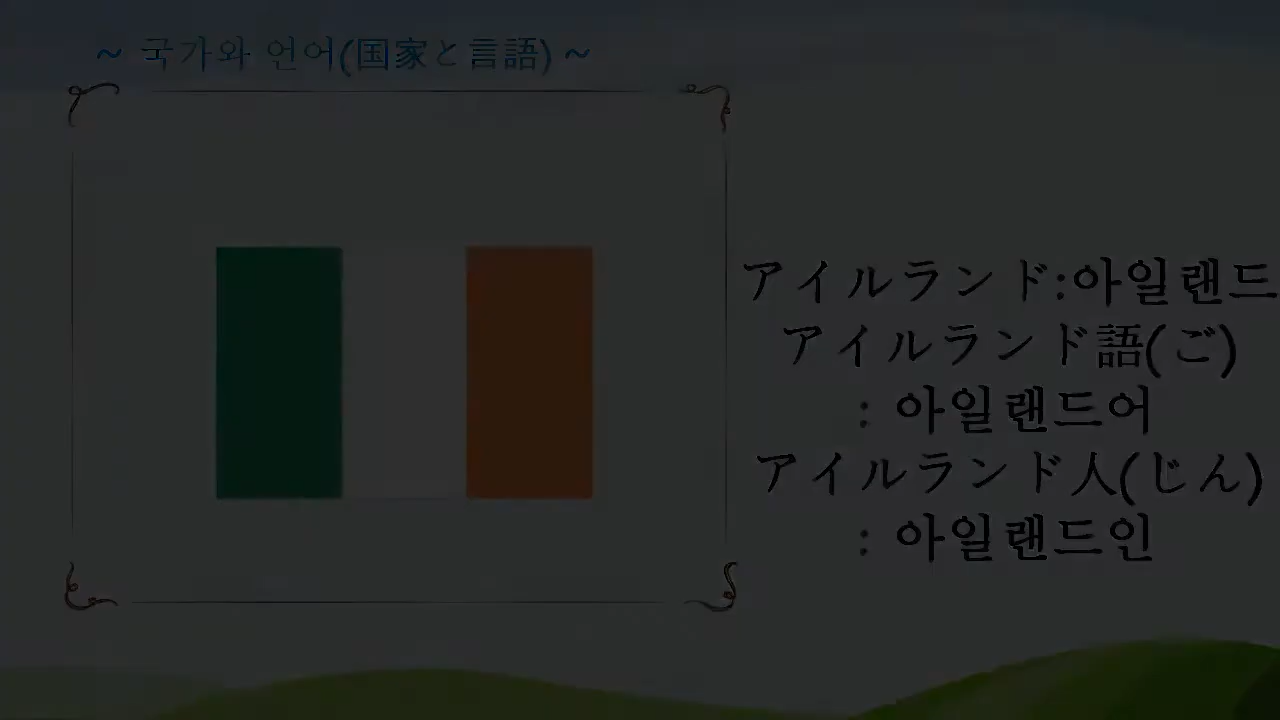 ~ 국가와 언어(国家と言語) ~
アイルランド:아일랜드
アイルランド語(ご)
: 아일랜드어
アイルランド人(じん)
: 아일랜드인